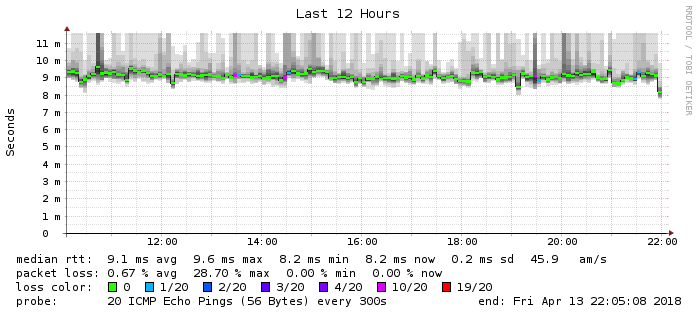 Last 12 Hours
RRDTOOL / TOBI OETIKER
Seconds
11 m
10 m
9 m
8 m
7 m
6 m
5 m
4 m
3 m
2 m
1 m
0
12:00 14:00 16:00 18:00 20:00 22:00
median rtt: 9.1 ms avg 9.6 ms max 8.2 ms min 8.2 ms now 0.2 ms sd 45.9 am/s
packet loss: 0.67 % avg 28.70 % max 0.00 % min 0.00 % now
loss color: 0 1/20 2/20 3/20 4/20 10/20 19/20
probe: 20 ICMP Echo Pings (56 Bytes) every 300s end: Fri Apr 13 22:05:08 2018